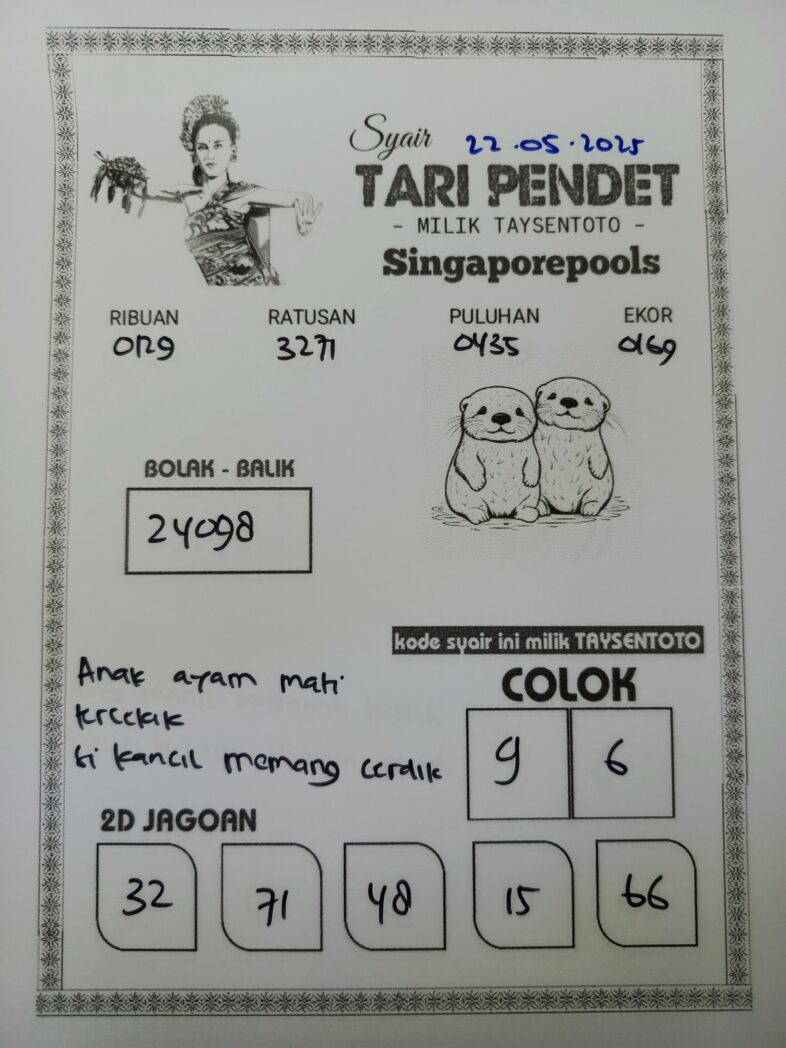 Syair 22.05.2025
TARI PENDET
- MILIK TAYSENTOTO -
Singaporepools
RIBUAN RATUSAN PULUHAN EKOR
0129 3271 0435 0169
BOLAK - BALIK
24098
kode syair ini milik TAYSENTOTO
COLOK
9 6
Anak ayam mati
si kancil memang cerdik
2D JAGOAN
32 71 48 15 66